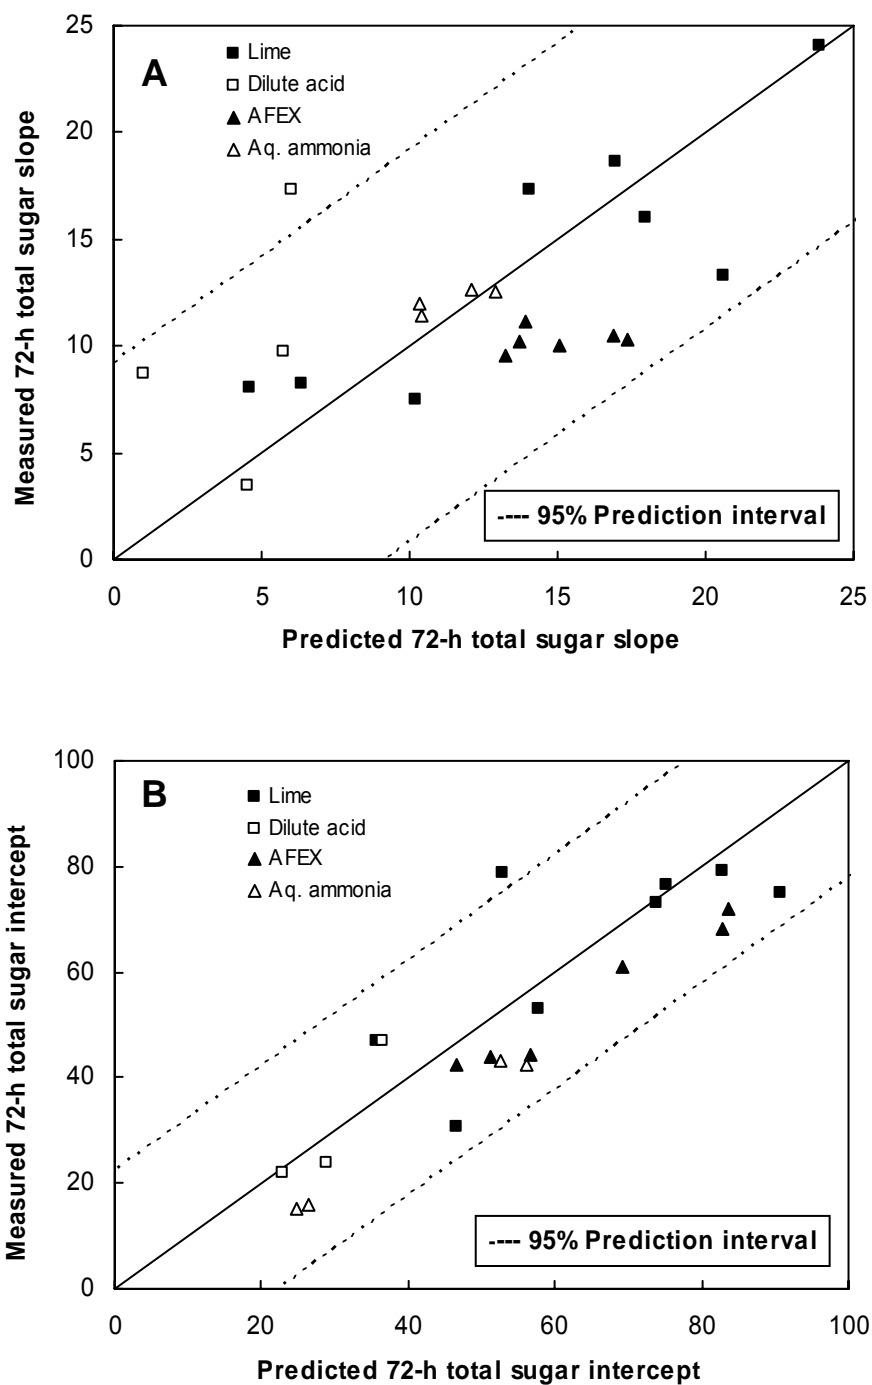 A
Lime
Dilute acid
AFEX
Aq. ammonia
Measured 72-h total sugar slope
25
20
15
10
5
0
95% Prediction interval
0 5 10 15 20 25
Predicted 72-h total sugar slope
B
Lime
Dilute acid
AFEX
Aq. ammonia
Measured 72-h total sugar intercept
100
80
60
40
20
0
95% Prediction interval
0 20 40 60 80 100
Predicted 72-h total sugar intercept